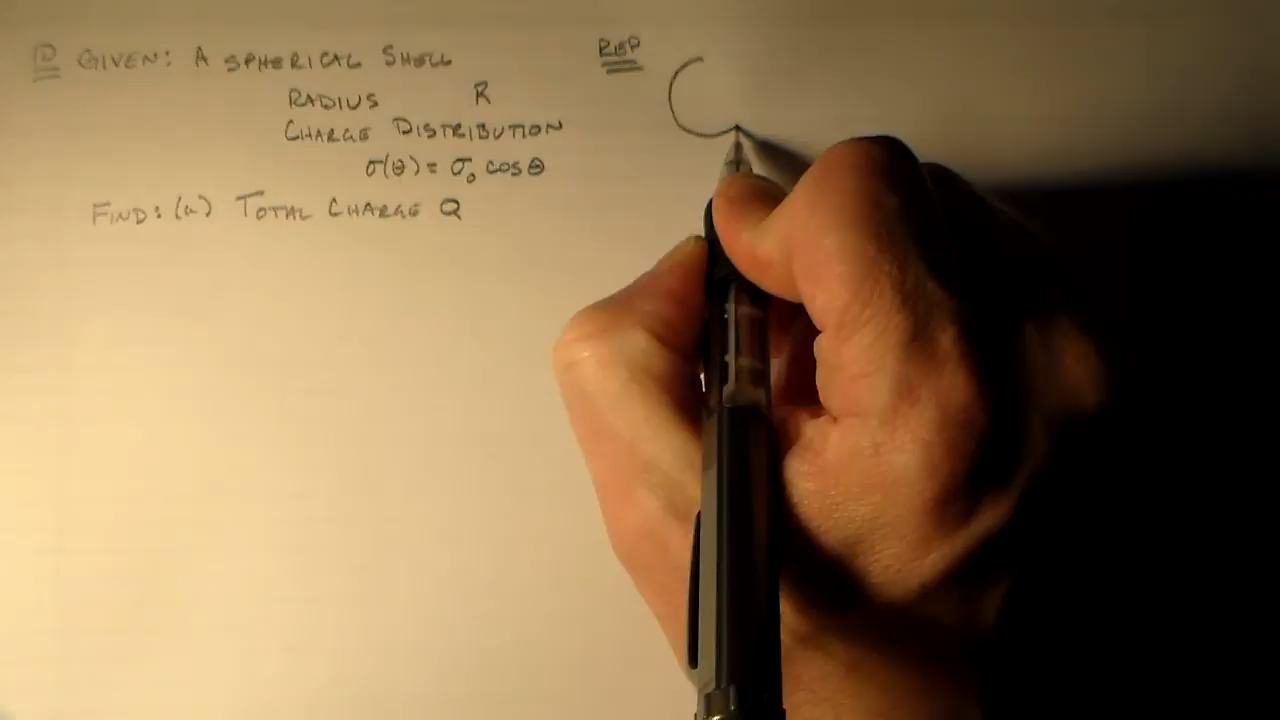 D GIVEN: A SPHERICAL SHELL
RADIUS R
CHARGE DISTRIBUTION
σ(θ) = σ₀ cos θ
FIND: (a) TOTAL CHARGE Q
REP